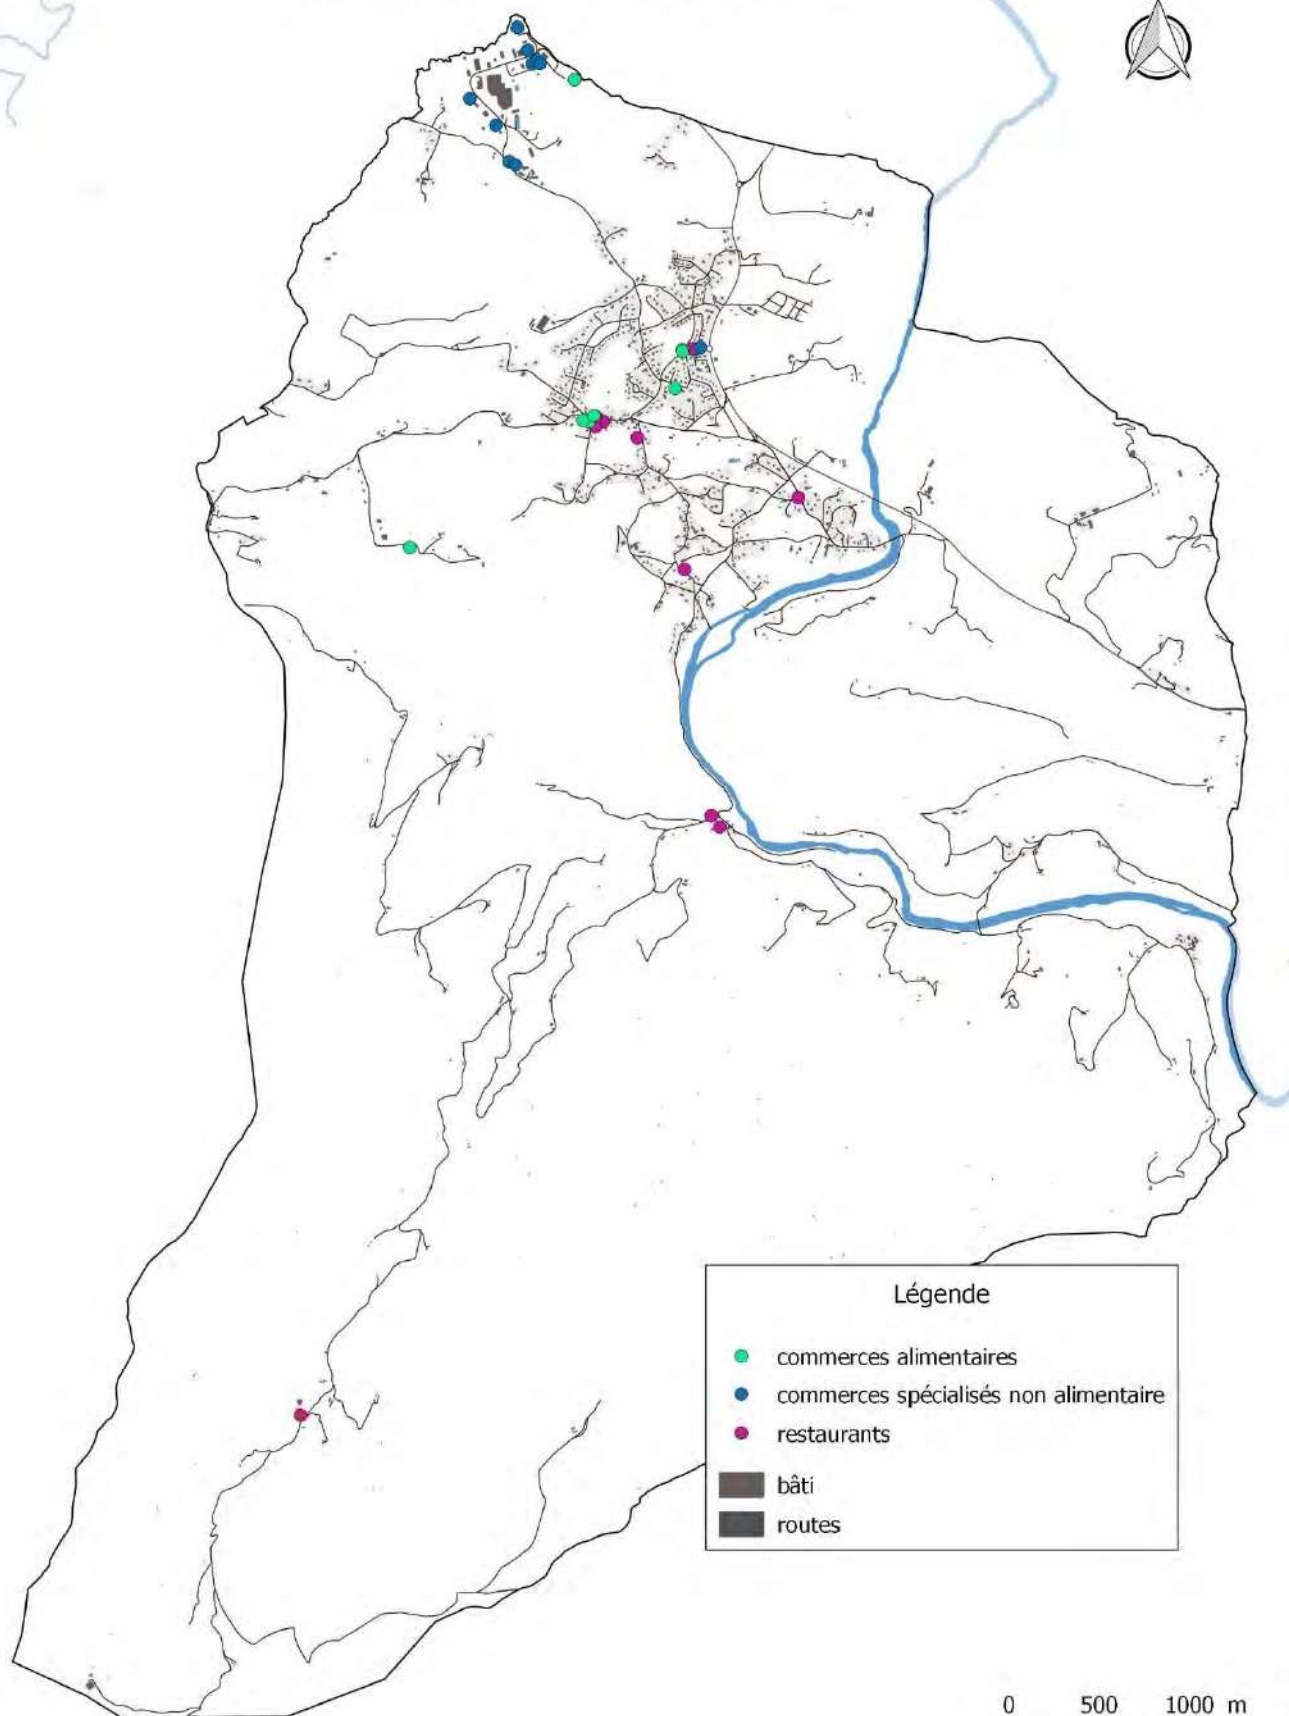 Légende
commerces alimentaires
commerces spécialisés non alimentaire
restaurants
bâti
routes
0 500 1000 m